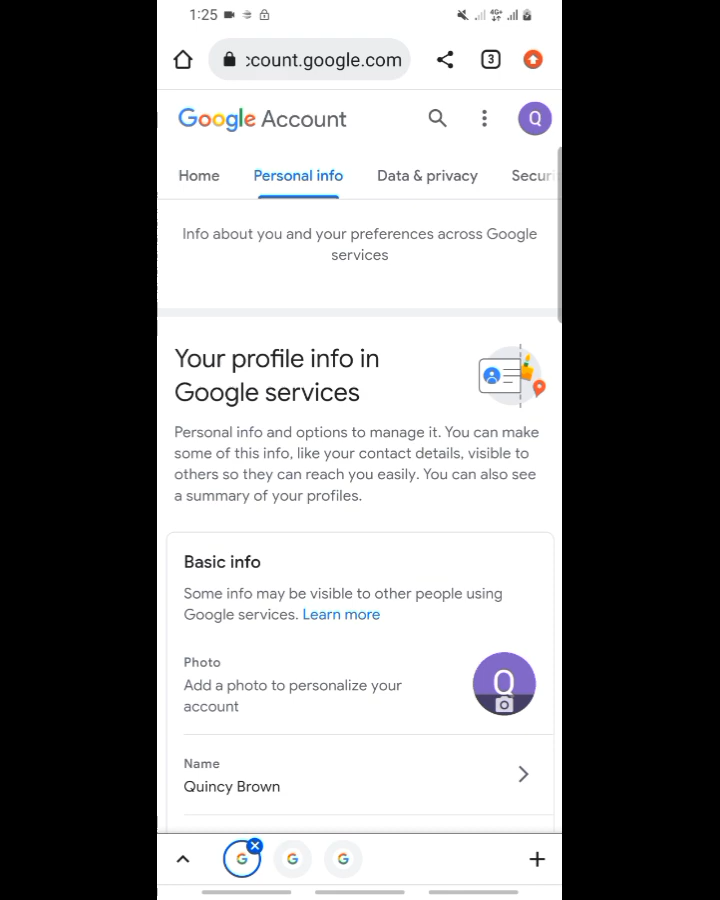 1:25
4G+
ccount.google.com
3
Google Account
Q
Home
Personal info
Data & privacy
Securi
Info about you and your preferences across Google
services
Your profile info in
Google services
Personal info and options to manage it. You can make
some of this info, like your contact details, visible to
others so they can reach you easily. You can also see
a summary of your profiles.
Basic info
Some info may be visible to other people using
Google services. Learn more
Photo
Add a photo to personalize your
account
Q
Name
Quincy Brown
G
G
G